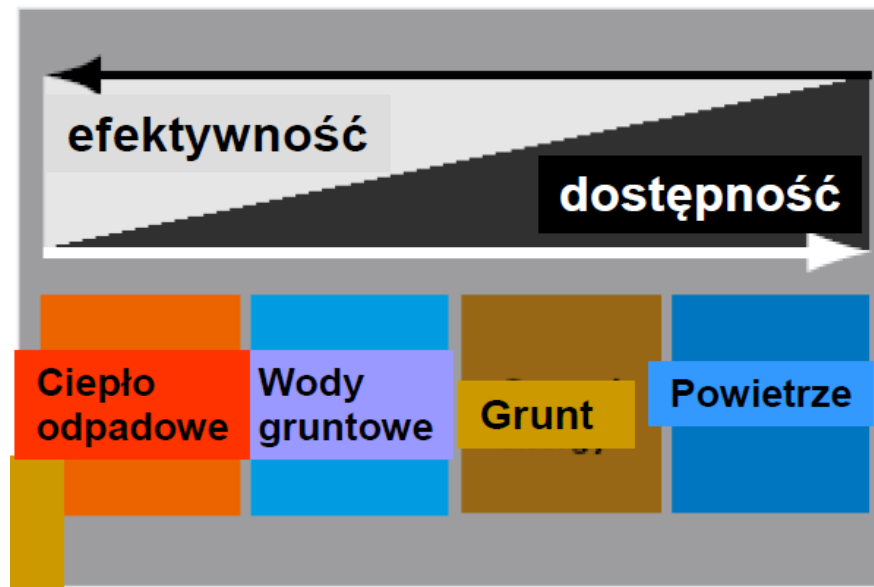 efektywność
dostępność
Ciepło
odpadowe
Wody
gruntowe
Grunt
Powietrze